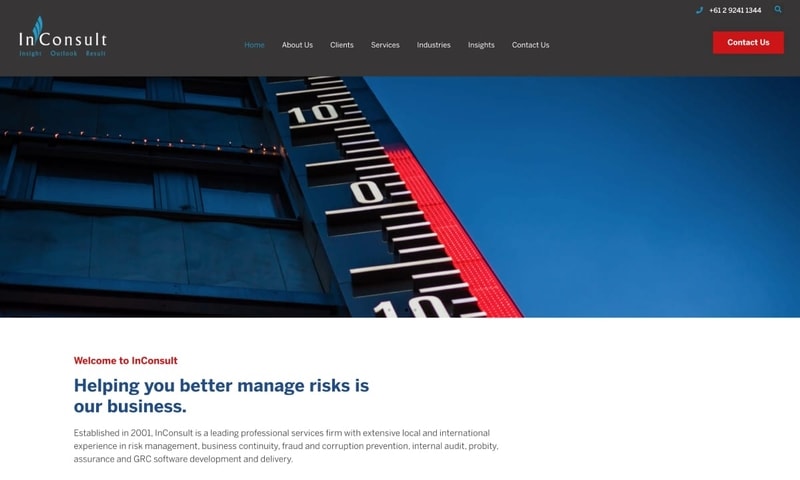 +61 2 9241 1344
InConsult
Insight Outlook Result
Home About Us Clients Services Industries Insights Contact Us
Contact Us
10
0
10
Welcome to InConsult
Helping you better manage risks is
our business.
Established in 2001, InConsult is a leading professional services firm with extensive local and international
experience in risk management, business continuity, fraud and corruption prevention, internal audit, probity,
assurance and GRC software development and delivery.